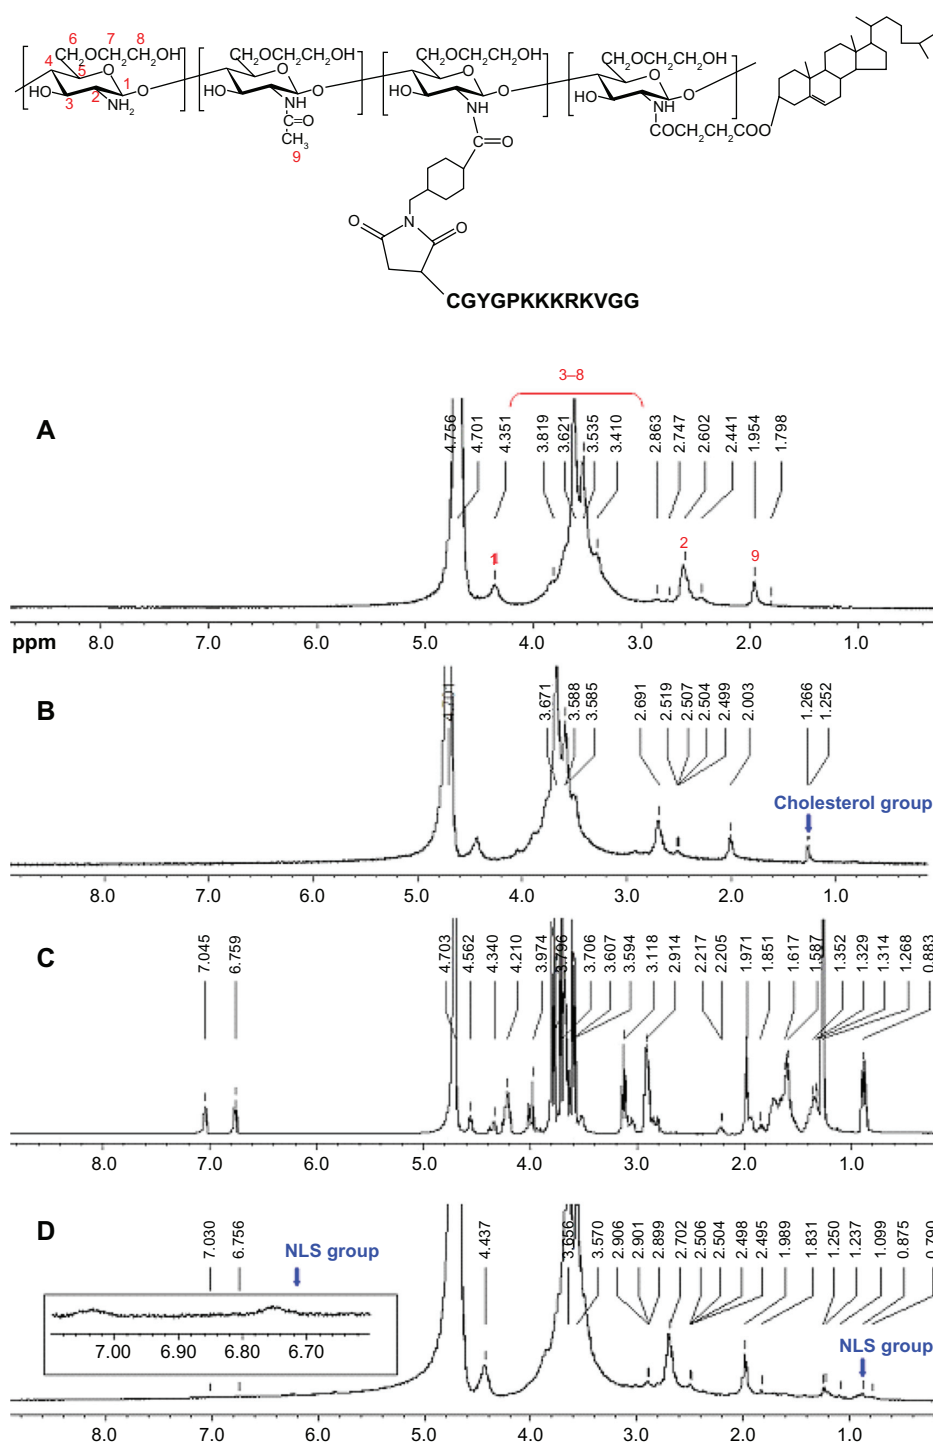 6 7 8
CH₂OCH₂CH₂OH CH₂OCH₂CH₂OH CH₂OCH₂CH₂OH CH₂OCH₂CH₂OH
4 5 O 1 O O O
HO 3 2 NH₂ O HO NH O HO NH O HO NH O
C=O
CH₃
9
C=O
COCH₂CH₂COO
N
O O
CGYGPKKKRKVGG
A
3–8
4.756 4.701 4.351 3.819 3.621 3.535 3.410 2.863 2.747 2.602 2.441 1.954 1.798
1 2 9
ppm 8.0 7.0 6.0 5.0 4.0 3.0 2.0 1.0
B
4.701 3.671 3.588 3.585 2.691 2.519 2.507 2.504 2.499 2.003 1.266 1.252
Cholesterol group
8.0 7.0 6.0 5.0 4.0 3.0 2.0 1.0
C
7.045 6.759 4.703 4.562 4.340 4.210 3.974 3.796 3.706 3.607 3.594 3.118 2.914 2.217 2.205 1.971 1.851 1.617 1.587 1.352 1.329 1.314 1.268 0.883
8.0 7.0 6.0 5.0 4.0 3.0 2.0 1.0
D
7.030 6.756 4.437 3.656 3.570 2.906 2.901 2.899 2.702 2.506 2.504 2.498 2.495 1.989 1.831 1.250 1.237 1.099 0.875 0.790
NLS group
7.00 6.90 6.80 6.70
NLS group
8.0 7.0 6.0 5.0 4.0 3.0 2.0 1.0